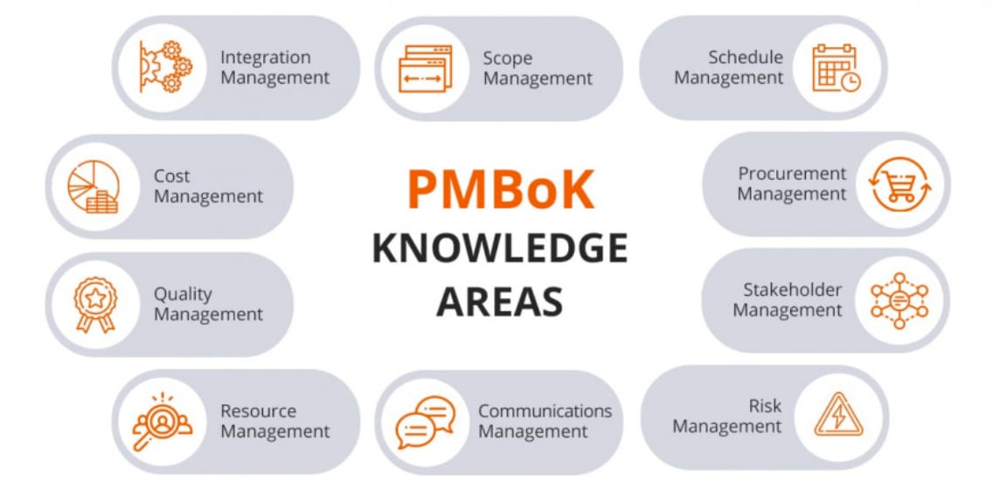 Integration
Management
Scope
Management
Schedule
Management
Cost
Management
PMBoK
KNOWLEDGE
AREAS
Procurement
Management
Quality
Management
Stakeholder
Management
Resource
Management
Communications
Management
Risk
Management